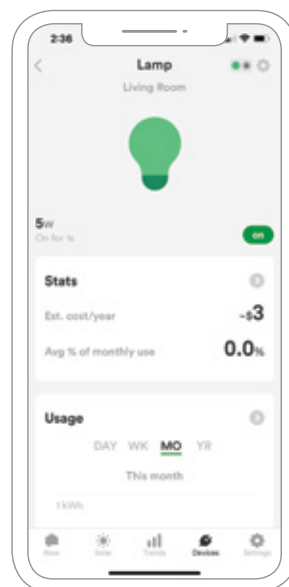 2:36
Lamp
Living Room
5w
On for 1s
on
Stats
Est. cost/year ~$3
Avg % of monthly use 0.0%
Usage
DAY WK MO YR
This month
1 kWh
Now Solar Trends Devices Settings